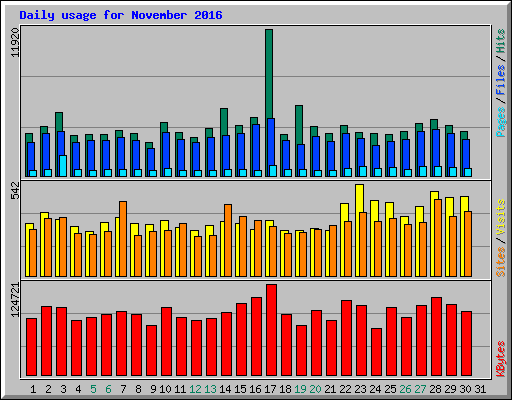 Daily usage for November 2016
11920
Pages / Files / Hits
542
Sites / Visits
124721
KBytes
1 2 3 4 5 6 7 8 9 10 11 12 13 14 15 16 17 18 19 20 21 22 23 24 25 26 27 28 29 30 31